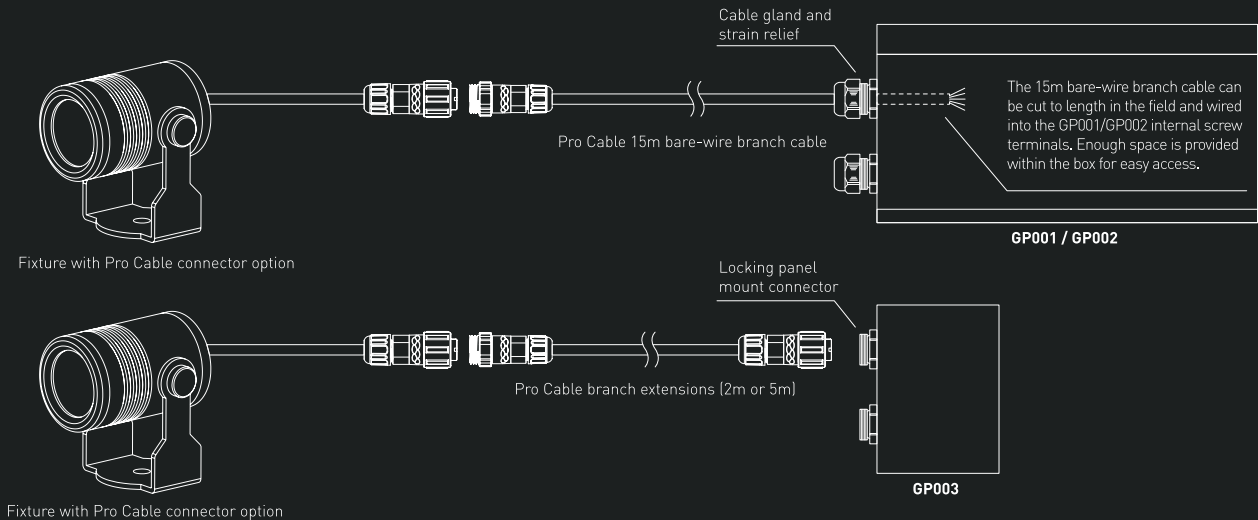 Cable gland and
strain relief
The 15m bare-wire branch cable can
be cut to length in the field and wired
into the GP001/GP002 internal screw
terminals. Enough space is provided
within the box for easy access.
Pro Cable 15m bare-wire branch cable
GP001 / GP002
Fixture with Pro Cable connector option
Locking panel
mount connector
Pro Cable branch extensions (2m or 5m)
GP003
Fixture with Pro Cable connector option